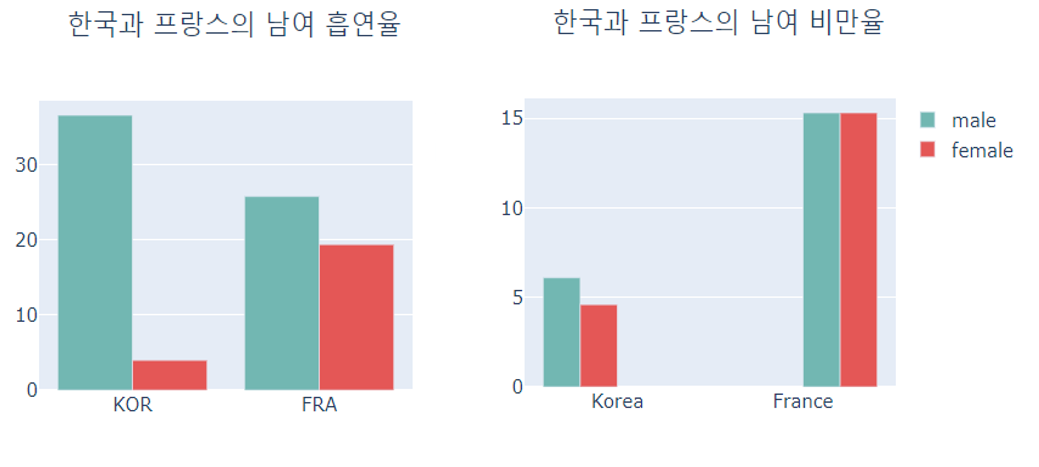 한국과 프랑스의 남여 흡연율
30
20
10
0
KOR
FRA
한국과 프랑스의 남여 비만율
15
10
5
0
Korea
France
male
female